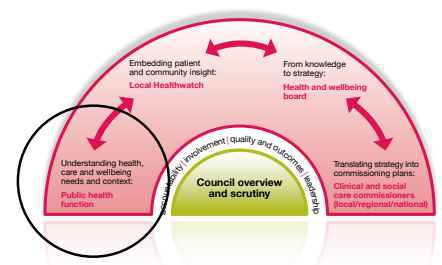 Embedding patient
and community insight:
Local Healthwatch
From knowledge
to strategy:
Health and wellbeing
board
Understanding health,
care and wellbeing
needs and context:
Public health
function
accountability | involvement | quality and outcomes | leadership
Council overview
and scrutiny
Translating strategy into
commissioning plans:
Clinical and social
care commissioners
(local/regional/national)